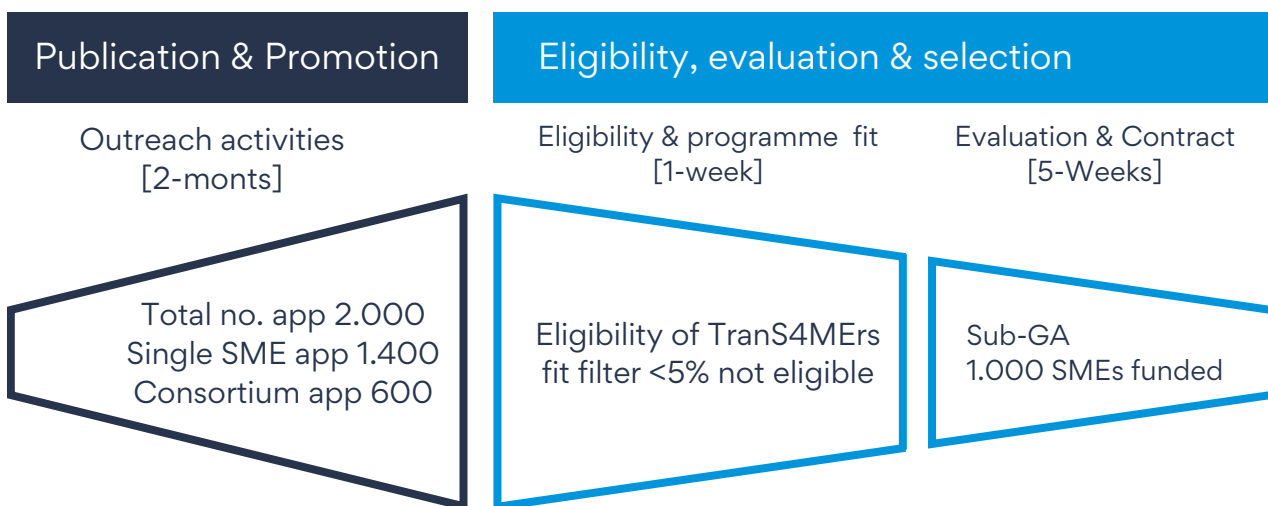 Publication & Promotion
Eligibility, evaluation & selection
Outreach activities
[2-monts]
Eligibility & programme fit
[1-week]
Evaluation & Contract
[5-Weeks]
Total no. app 2.000
Single SME app 1.400
Consortium app 600
Eligibility of TranS4MErs
fit filter <5% not eligible
Sub-GA
1.000 SMEs funded